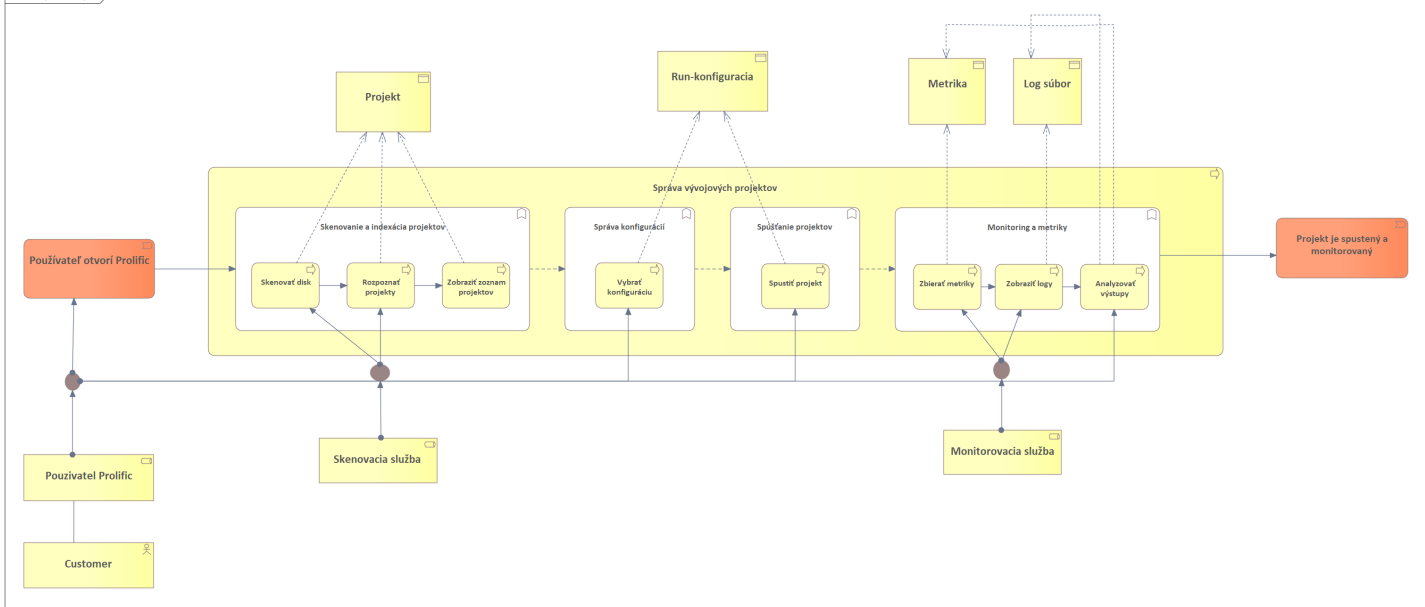 Projekt
Run-konfiguracia
Metrika
Log súbor
Správa vývojových projektov
Skenovanie a indexácia projektov
Správa konfigurácií
Spúšťanie projektov
Monitoring a metriky
Používateľ otvorí Prolific
Skenovať disk
Rozpoznať
projekty
Zobraziť zoznam
projektov
Vybrať
konfiguráciu
Spustiť projekt
Zbierať metriky
Zobraziť logy
Analyzovať
výstupy
Projekt je spustený a
monitorovaný
Skenovacia služba
Monitorovacia služba
Pouzivatel Prolific
Customer